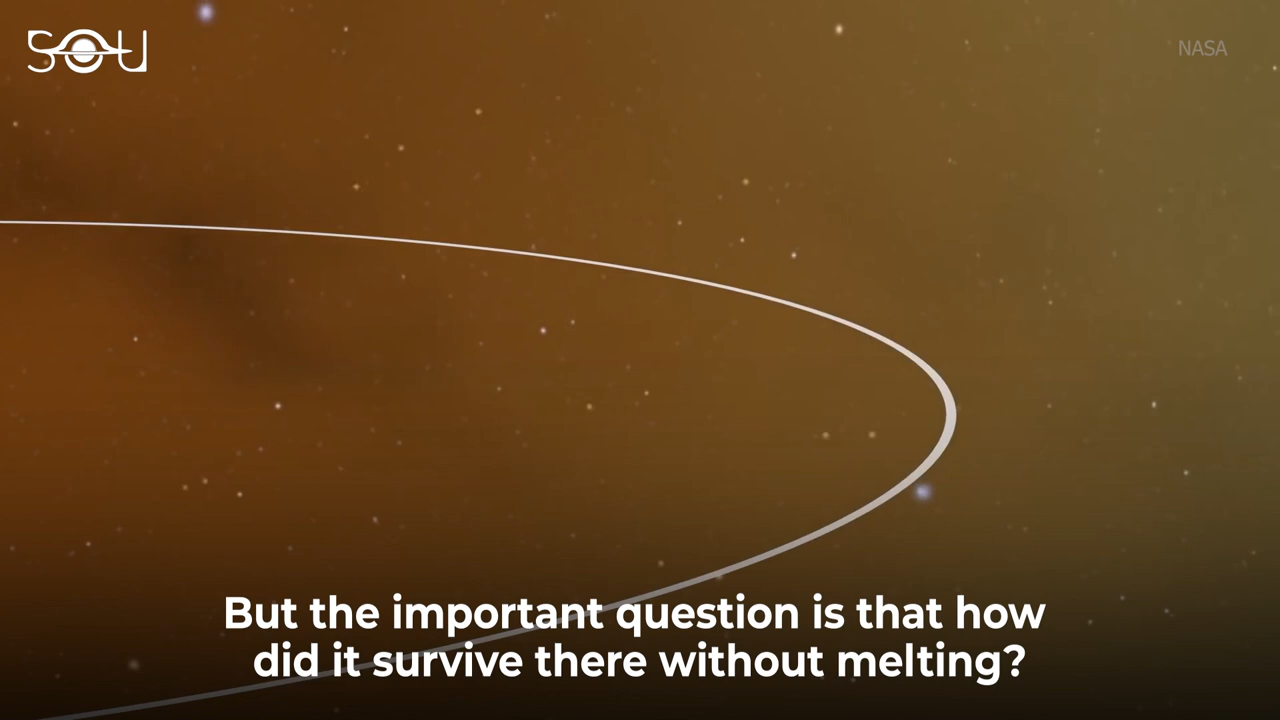 SOU
NASA
But the important question is that how
did it survive there without melting?